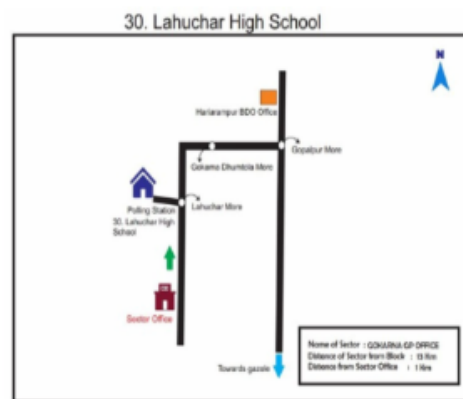 30. Lahuchar High School
N
Harirampur BDO Office
Gopalpur More
Gokarna Dhumtola More
Polling Station
30. Lahuchar High
School
Lahuchar More
Sector Office
Towards gazole
Name of Sector : GOKARNA GP OFFICE
Distance of Sector from Block : 15 Km
Distance from Sector Office : 1 Km